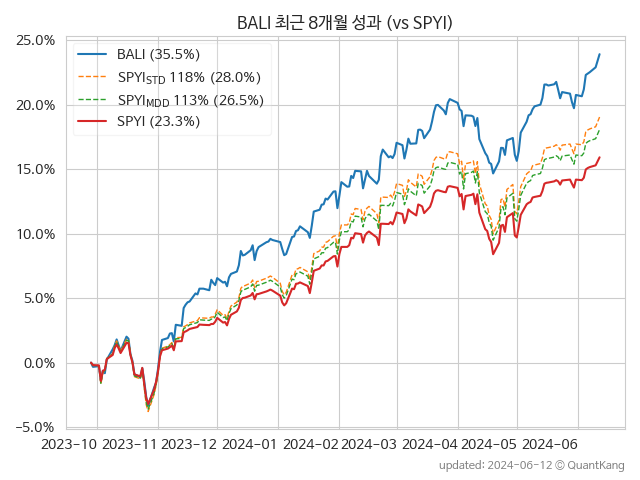 BALI 최근 8개월 성과 (vs SPYI)
25.0%
20.0%
15.0%
10.0%
5.0%
0.0%
−5.0%
BALI (35.5%)
SPYI_STD 118% (28.0%)
SPYI_MDD 113% (26.5%)
SPYI (23.3%)
2023-10 2023-11 2023-12 2024-01 2024-02 2024-03 2024-04 2024-05 2024-06
updated: 2024-06-12 © QuantKang